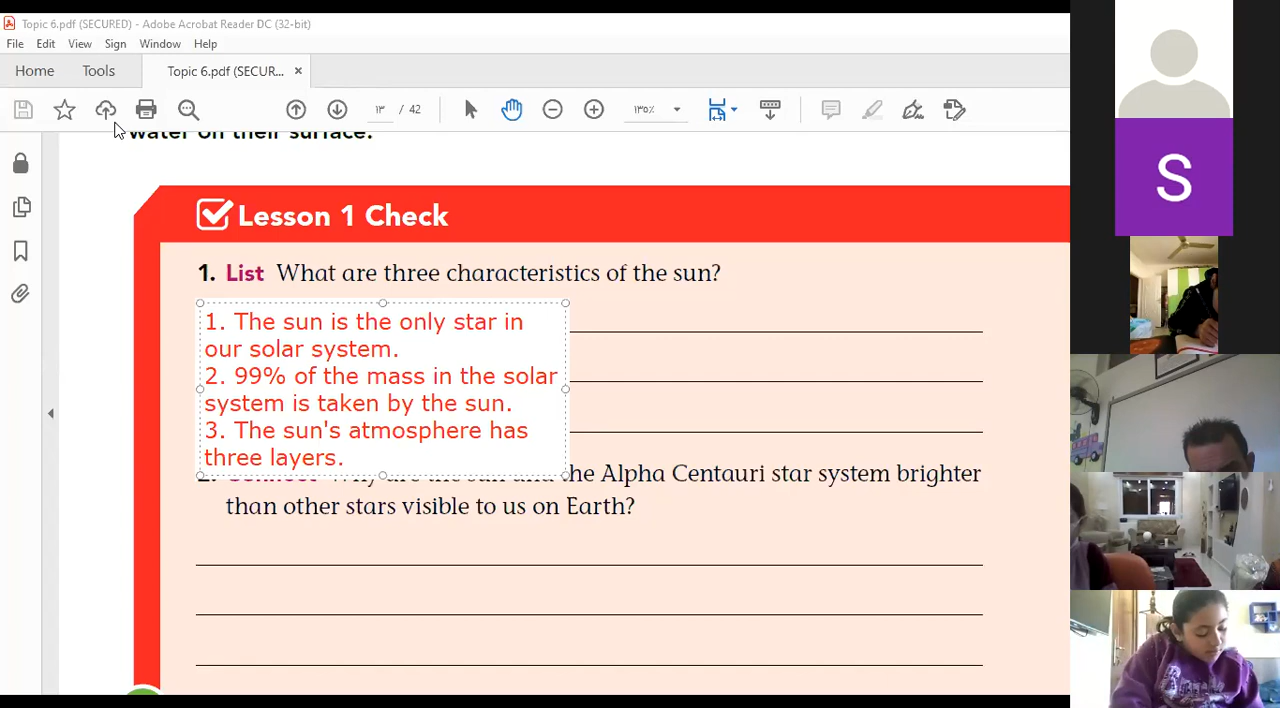 Topic 6.pdf (SECURED) - Adobe Acrobat Reader DC (32-bit)
File Edit View Sign Window Help
Home Tools Topic 6.pdf (SECUR... ×
١٣ / 42 ١٣٥٪
water on their surface.
Lesson 1 Check
1. List What are three characteristics of the sun?
1. The sun is the only star in
our solar system.
2. 99% of the mass in the solar
system is taken by the sun.
3. The sun's atmosphere has
three layers.
the Alpha Centauri star system brighter
than other stars visible to us on Earth?
S